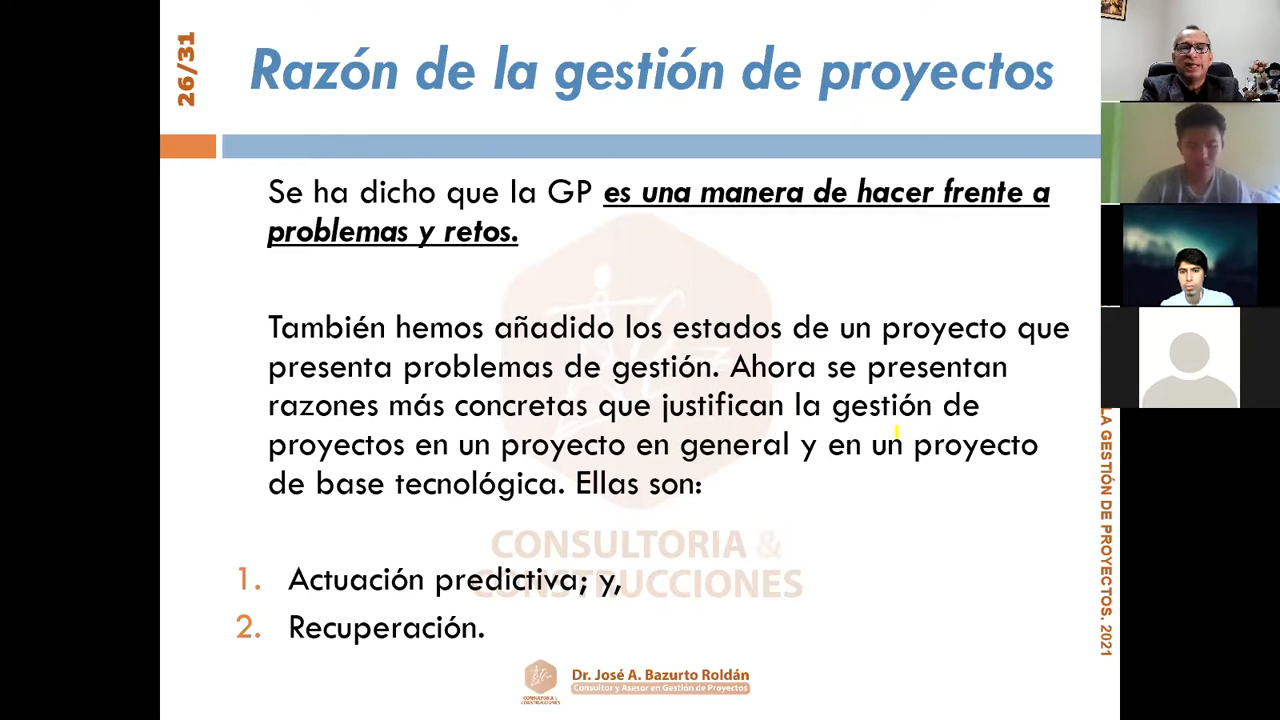 26/31
Razón de la gestión de proyectos
Se ha dicho que la GP es una manera de hacer frente a
problemas y retos.
También hemos añadido los estados de un proyecto que
presenta problemas de gestión. Ahora se presentan
razones más concretas que justifican la gestión de
proyectos en un proyecto en general y en un proyecto
de base tecnológica. Ellas son:
CONSULTORIA &
CONSTRUCCIONES
1. Actuación predictiva; y,
2. Recuperación.
CONSULTORIA &
CONSTRUCCIONES
Dr. José A. Bazurto Roldán
Consultor y Asesor en Gestión de Proyectos
LA GESTIÓN DE PROYECTOS. 2021